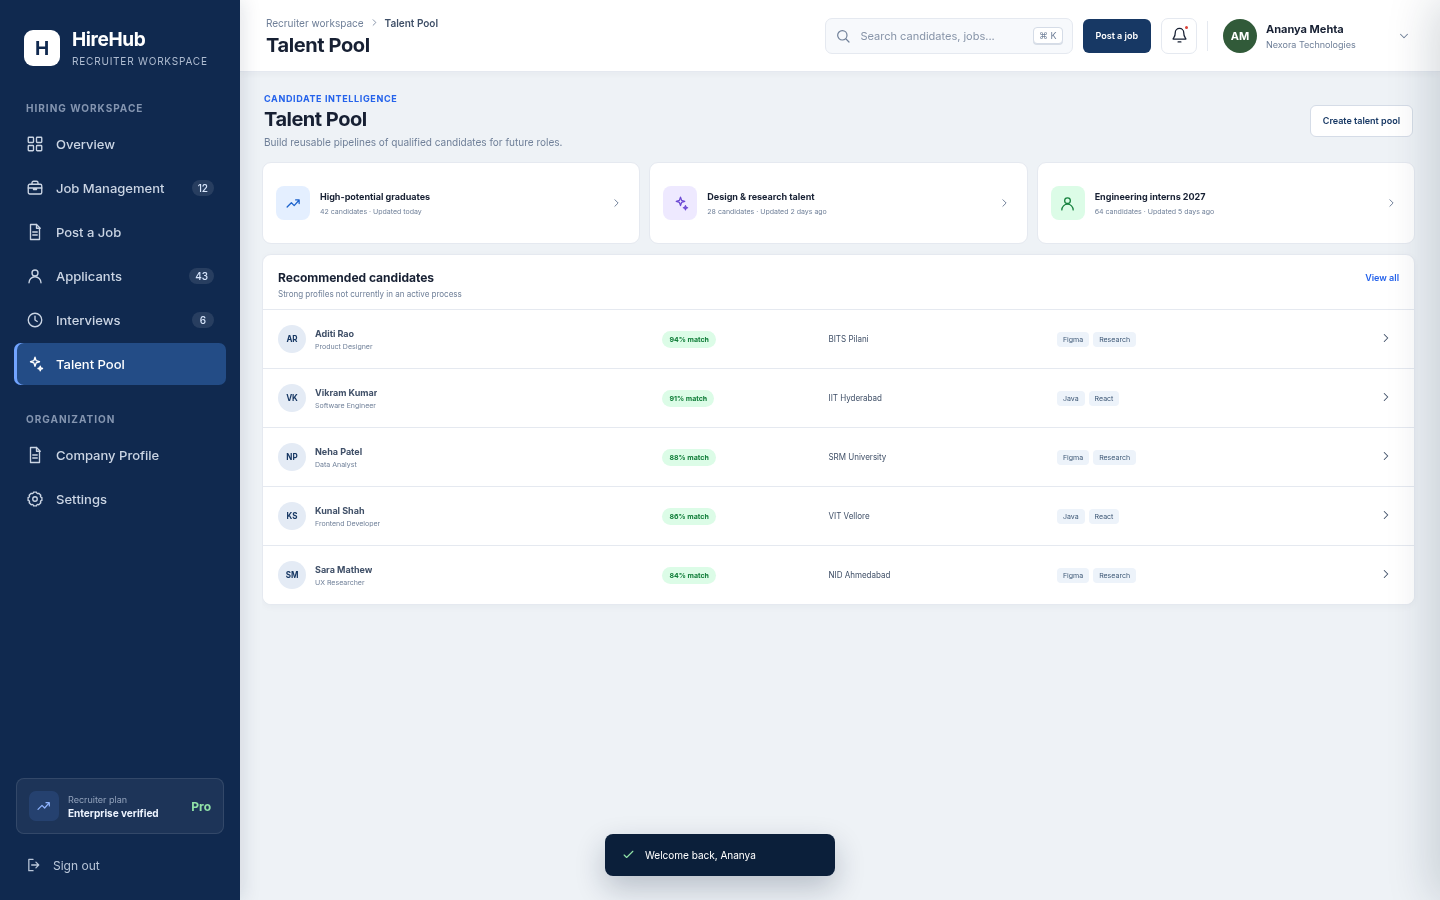 H
HireHub
RECRUITER WORKSPACE
HIRING WORKSPACE
Overview
Job Management 12
Post a Job
Applicants 43
Interviews 6
Talent Pool
ORGANIZATION
Company Profile
Settings
Recruiter plan
Enterprise verified
Pro
Sign out
Recruiter workspace Talent Pool
Talent Pool
Search candidates, jobs... ⌘ K
Post a job
AM
Ananya Mehta
Nexora Technologies
CANDIDATE INTELLIGENCE
Talent Pool
Build reusable pipelines of qualified candidates for future roles.
Create talent pool
High-potential graduates
42 candidates · Updated today
Design & research talent
28 candidates · Updated 2 days ago
Engineering interns 2027
64 candidates · Updated 5 days ago
Recommended candidates
Strong profiles not currently in an active process
View all
AR
Aditi Rao
Product Designer
94% match
BITS Pilani
Figma Research
VK
Vikram Kumar
Software Engineer
91% match
IIT Hyderabad
Java React
NP
Neha Patel
Data Analyst
88% match
SRM University
Figma Research
KS
Kunal Shah
Frontend Developer
86% match
VIT Vellore
Java React
SM
Sara Mathew
UX Researcher
84% match
NID Ahmedabad
Figma Research
Welcome back, Ananya